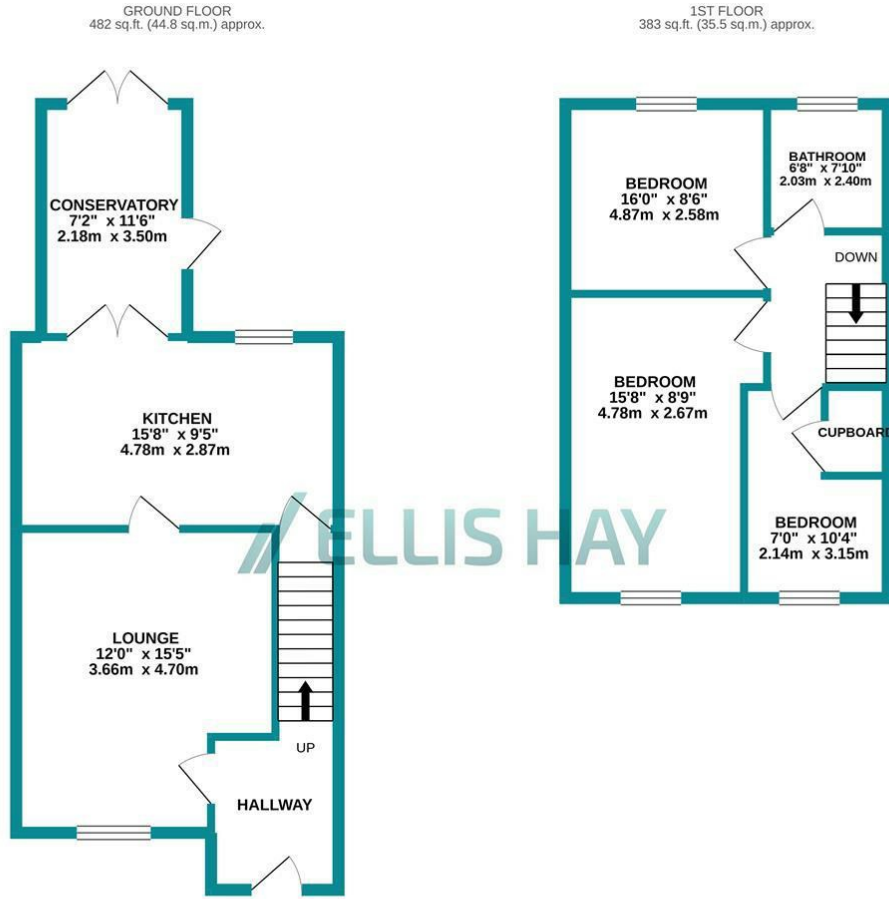 GROUND FLOOR
482 sq.ft. (44.8 sq.m.) approx.
1ST FLOOR
383 sq.ft. (35.5 sq.m.) approx.
CONSERVATORY
7'2" x 11'6"
2.18m x 3.50m
KITCHEN
15'8" x 9'5"
4.78m x 2.87m
LOUNGE
12'0" x 15'5"
3.66m x 4.70m
UP
HALLWAY
BEDROOM
16'0" x 8'6"
4.87m x 2.58m
BATHROOM
6'8" x 7'10"
2.03m x 2.40m
DOWN
BEDROOM
15'8" x 8'9"
4.78m x 2.67m
CUPBOARD
BEDROOM
7'0" x 10'4"
2.14m x 3.15m
ELLIS HAY